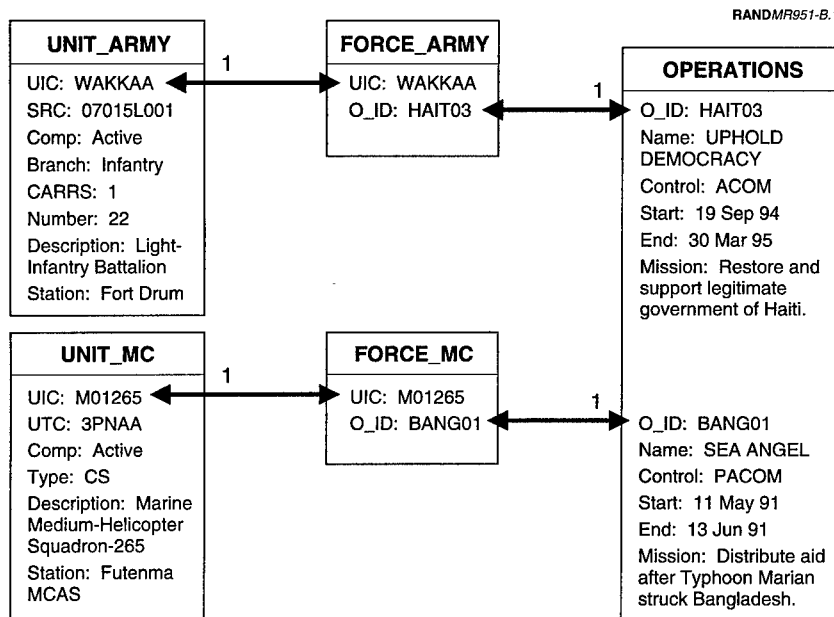 RANDMR951-B.
UNIT_ARMY
UIC: WAKKAA
SRC: 07015L001
Comp: Active
Branch: Infantry
CARRS: 1
Number: 22
Description: Light-
Infantry Battalion
Station: Fort Drum
1
FORCE_ARMY
UIC: WAKKAA
O_ID: HAIT03
1
OPERATIONS
O_ID: HAIT03
Name: UPHOLD
DEMOCRACY
Control: ACOM
Start: 19 Sep 94
End: 30 Mar 95
Mission: Restore and
support legitimate
government of Haiti.
UNIT_MC
UIC: M01265
UTC: 3PNAA
Comp: Active
Type: CS
Description: Marine
Medium-Helicopter
Squadron-265
Station: Futenma
MCAS
1
FORCE_MC
UIC: M01265
O_ID: BANG01
1
O_ID: BANG01
Name: SEA ANGEL
Control: PACOM
Start: 11 May 91
End: 13 Jun 91
Mission: Distribute aid
after Typhoon Marian
struck Bangladesh.